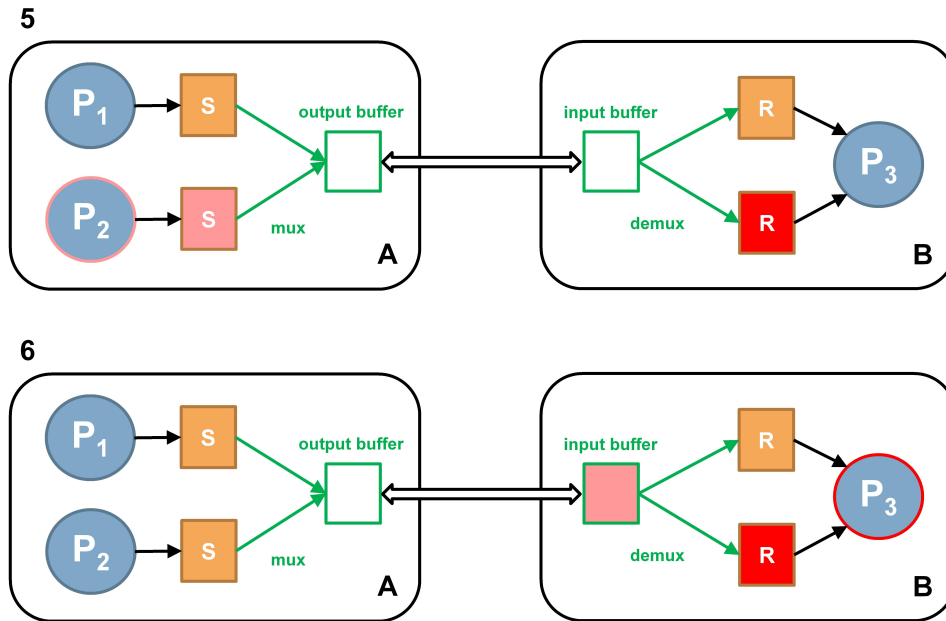 5
P1
S
output buffer
input buffer
R
P3
P2
S
mux
demux
R
A
B
6
P1
S
output buffer
input buffer
R
P3
P2
S
mux
demux
R
A
B